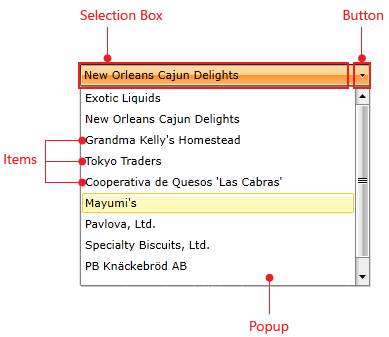 Selection Box
Button
New Orleans Cajun Delights
Exotic Liquids
New Orleans Cajun Delights
Grandma Kelly's Homestead
Items
Tokyo Traders
Cooperativa de Quesos 'Las Cabras'
Mayumi's
Pavlova, Ltd.
Specialty Biscuits, Ltd.
PB Knäckebröd AB
Popup